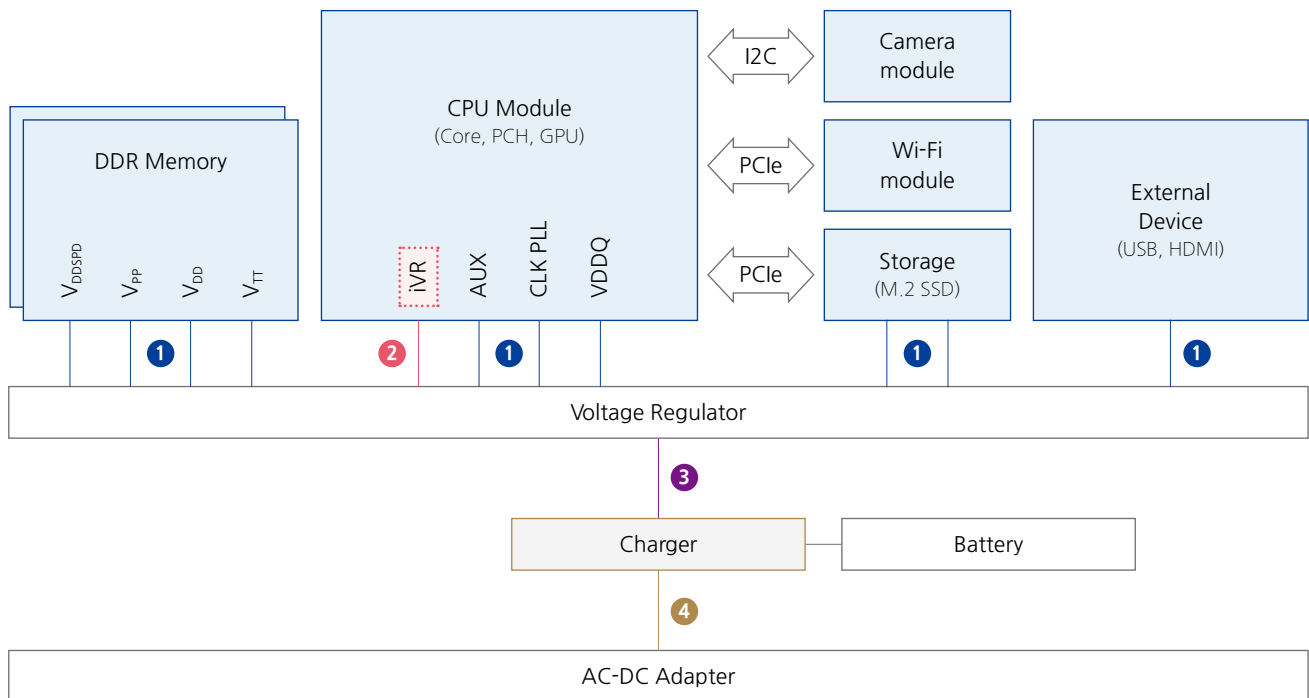 DDR Memory
VDDSPD
VPP
VDD
VTT
1
CPU Module
(Core, PCH, GPU)
iVR
AUX
CLK PLL
VDDQ
2
1
I2C
PCIe
PCIe
Camera
module
Wi-Fi
module
Storage
(M.2 SSD)
1
External
Device
(USB, HDMI)
1
Voltage Regulator
3
Charger
Battery
4
AC-DC Adapter